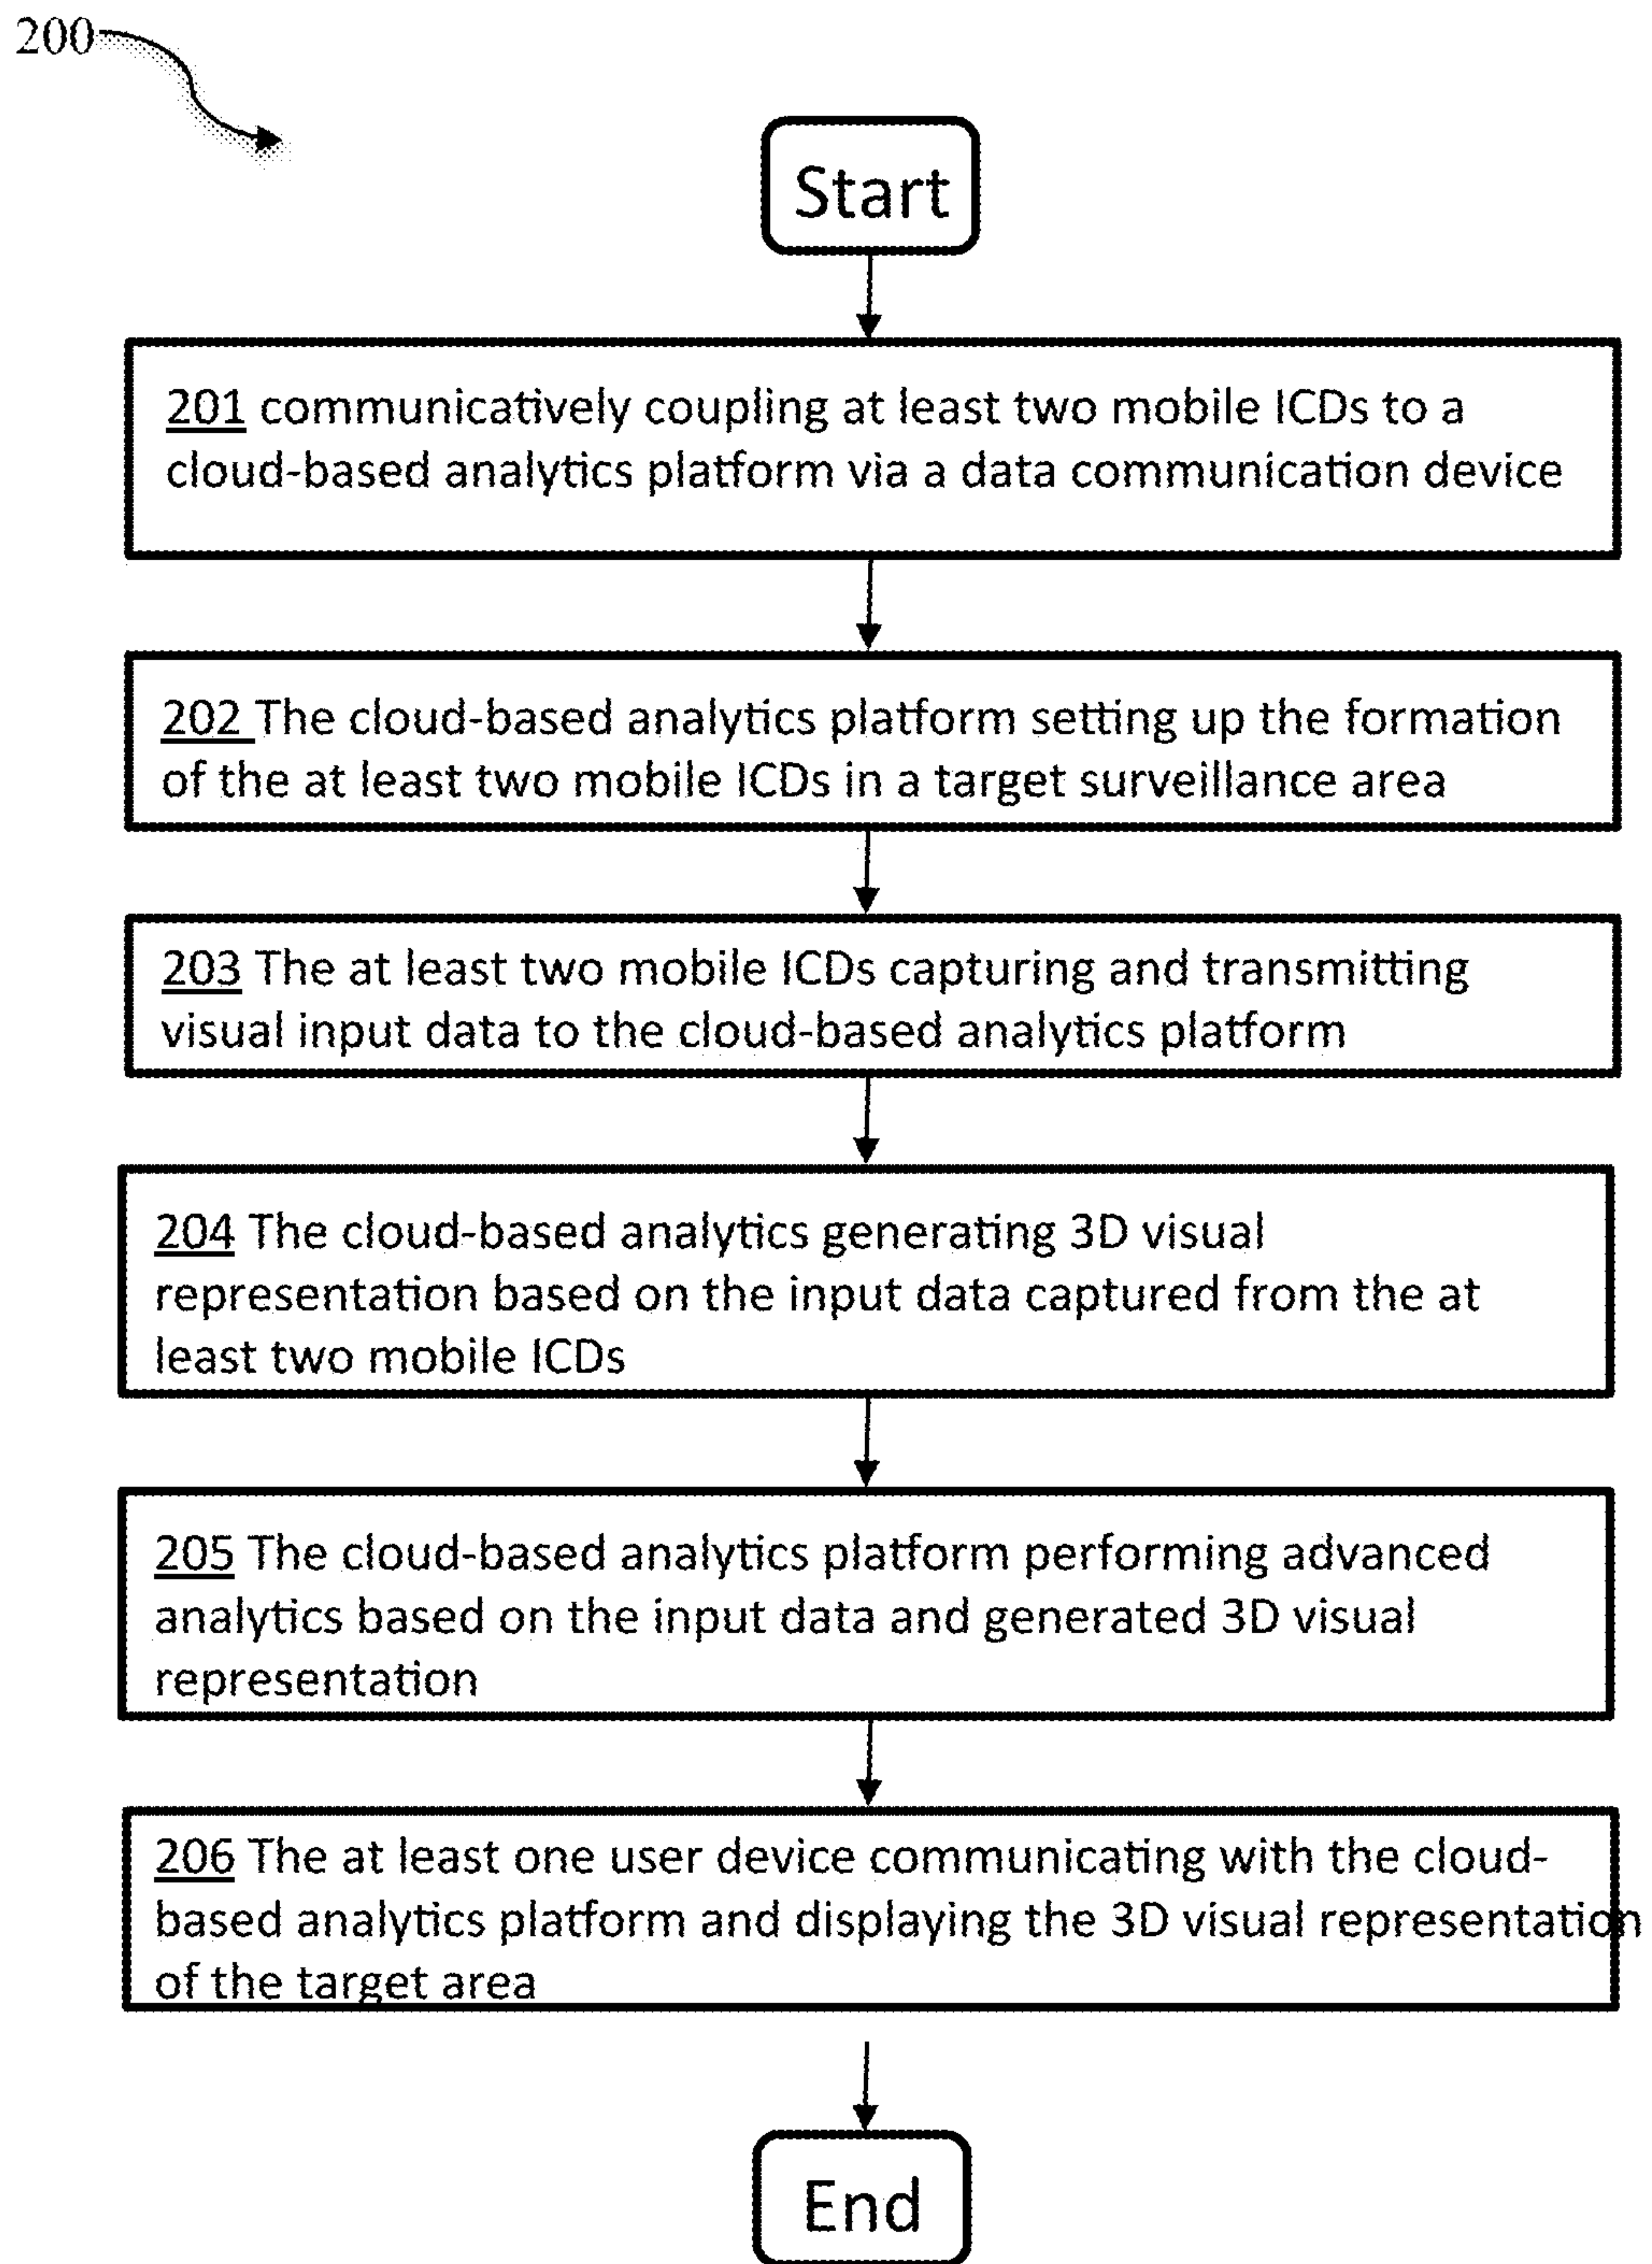 200
Start
201 communicatively coupling at least two mobile ICDs to a
cloud-based analytics platform via a data communication device
202 The cloud-based analytics platform setting up the formation
of the at least two mobile ICDs in a target surveillance area
203 The at least two mobile ICDs capturing and transmitting
visual input data to the cloud-based analytics platform
204 The cloud-based analytics generating 3D visual
representation based on the input data captured from the at
least two mobile ICDs
205 The cloud-based analytics platform performing advanced
analytics based on the input data and generated 3D visual
representation
206 The at least one user device communicating with the cloud-
based analytics platform and displaying the 3D visual representation
of the target area
End